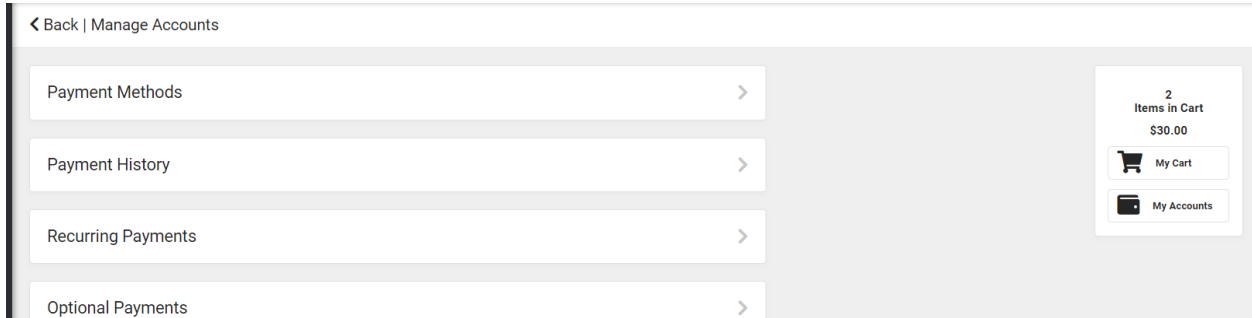 Back | Manage Accounts
Payment Methods
Payment History
Recurring Payments
Optional Payments
2
Items in Cart
$30.00
My Cart
My Accounts